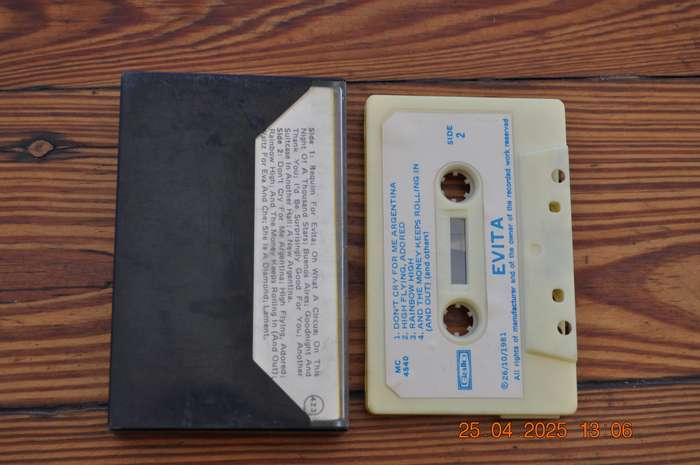 Side 1: Requiem For Evita; Oh What A Circus; On This
Night Of A Thousand Stars; Buenos Aires; Goodnight And
Thank You; I'd Be Surprisingly Good For You; Another
Suitcase In Another Hall; A New Argentina.
Side 2: Don't Cry For Me Argentina; High Flying, Adored;
Rainbow High; And The Money Keeps Rolling In (And Out);
Waltz For Eva And Che; She Is A Diamond; Lament.
SIDE
2
1. DON'T CRY FOR ME ARGENTINA
2. HIGH FLYING, ADORED
3. RAINBOW HIGH
4. AND THE MONEY KEEPS ROLLING IN
(AND OUT) (and others)
MC
4540
EVITA
All rights of manufacturer and of the owner of the recorded work reserved
©26/10/1981
25 04 2025 13 06